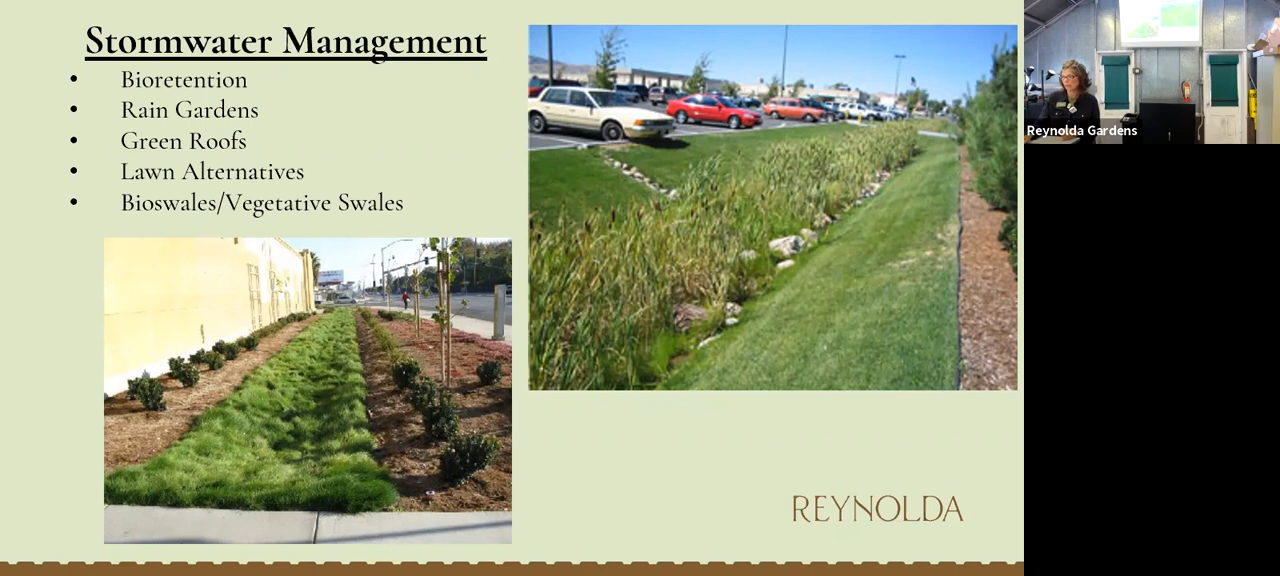 Stormwater Management
• Bioretention
• Rain Gardens
• Green Roofs
• Lawn Alternatives
• Bioswales/Vegetative Swales
REYNOLDA
Reynolda Gardens